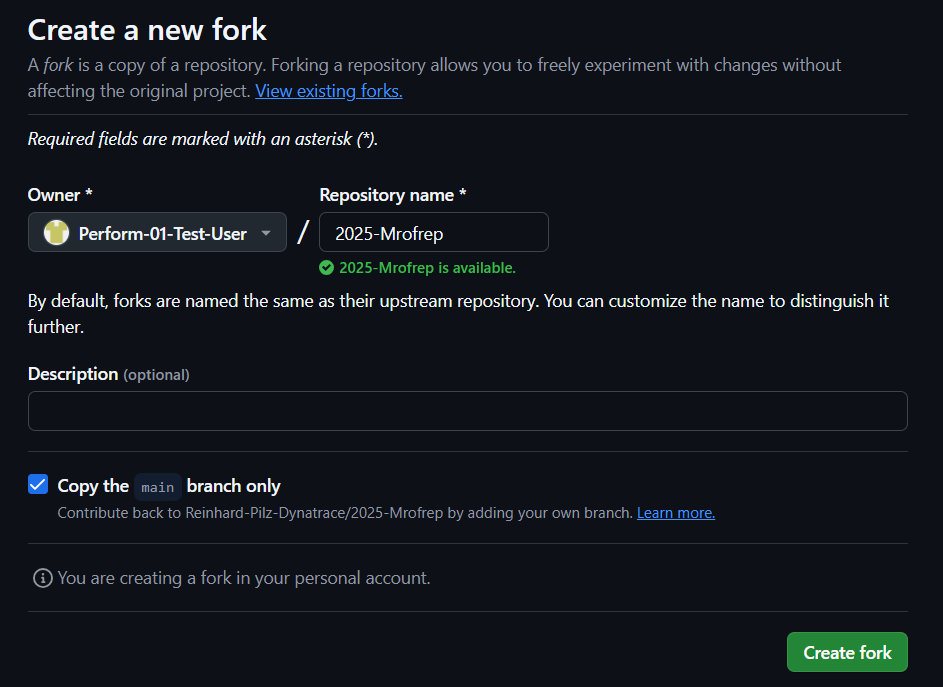 Create a new fork
A fork is a copy of a repository. Forking a repository allows you to freely experiment with changes without
affecting the original project. View existing forks.
Required fields are marked with an asterisk (*).
Owner *
Repository name *
Perform-01-Test-User / 2025-Mrofrep
2025-Mrofrep is available.
By default, forks are named the same as their upstream repository. You can customize the name to distinguish it
further.
Description (optional)
Copy the main branch only
Contribute back to Reinhard-Pilz-Dynatrace/2025-Mrofrep by adding your own branch. Learn more.
You are creating a fork in your personal account.
Create fork